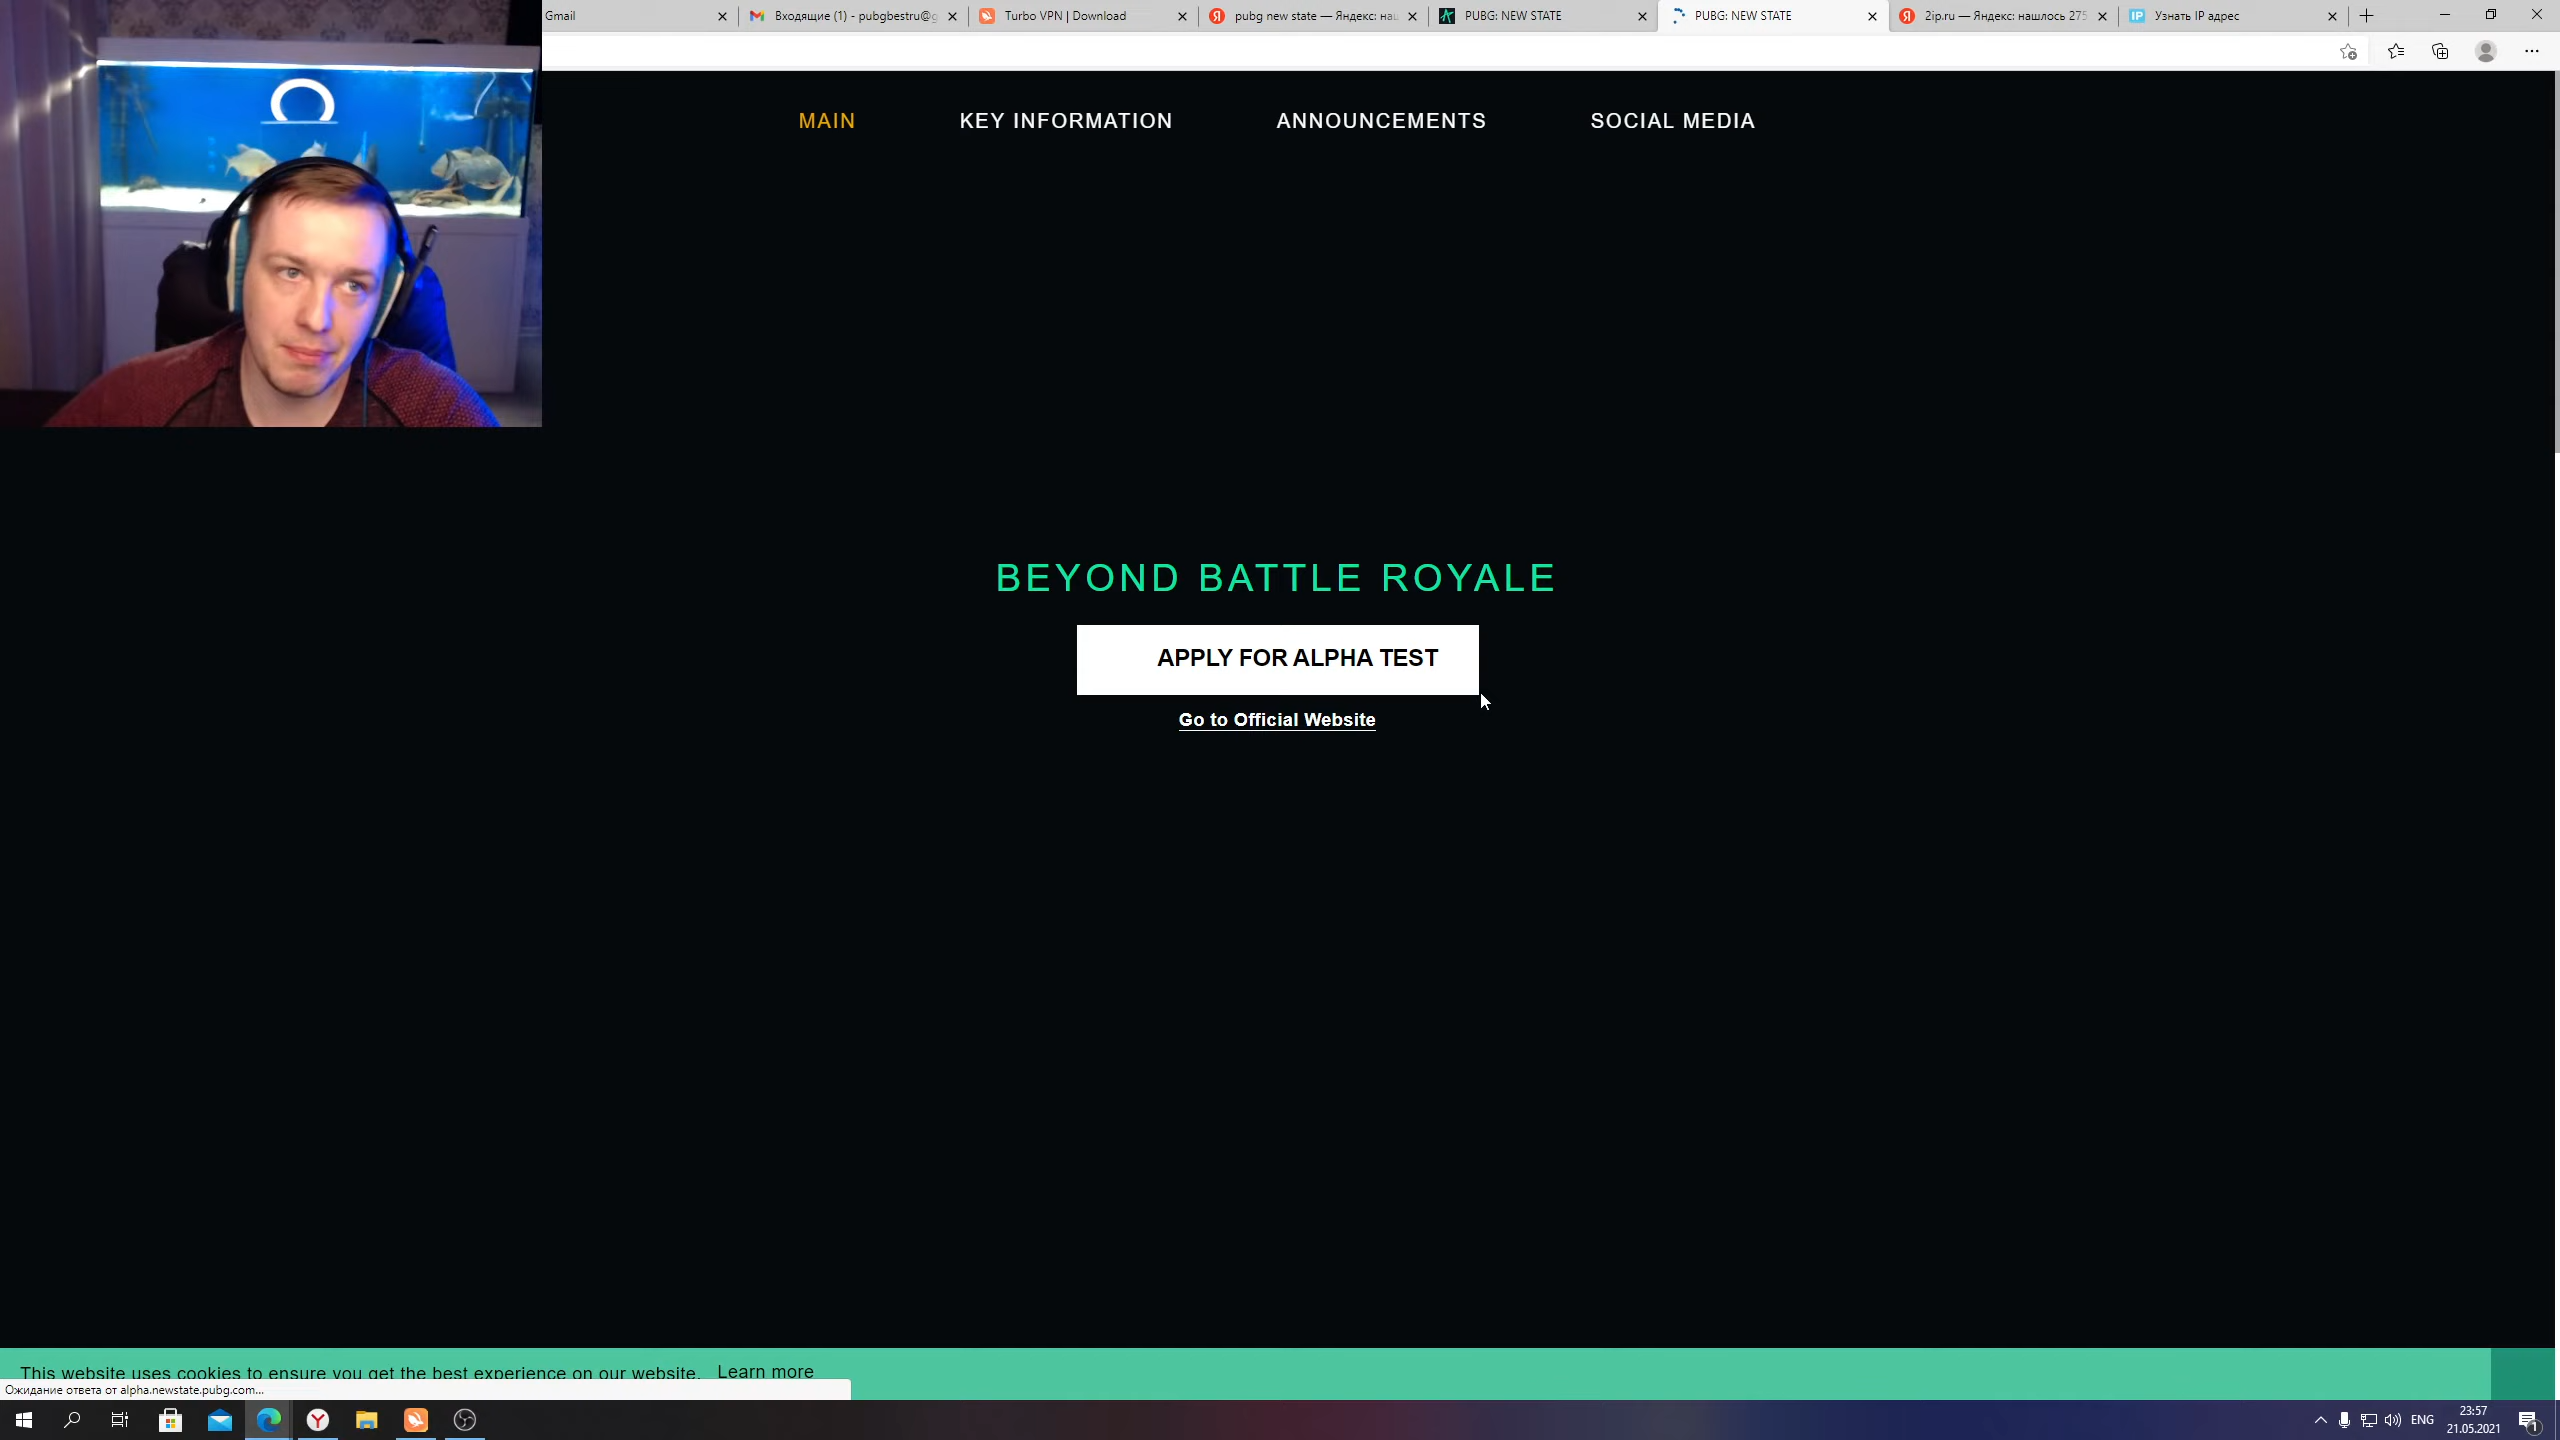 Gmail
Входящие (1) - pubgbestru@g
Turbo VPN | Download
pubg new state — Яндекс: наш
PUBG: NEW STATE
PUBG: NEW STATE
2ip.ru — Яндекс: нашлось 275
IP
Узнать IP адрес
MAIN
KEY INFORMATION
ANNOUNCEMENTS
SOCIAL MEDIA
BEYOND BATTLE ROYALE
APPLY FOR ALPHA TEST
Go to Official Website
This website uses cookies to ensure you get the best experience on our website. Learn more
Ожидание ответа от alpha.newstate.pubg.com...
ENG
23:57
21.05.2021
1